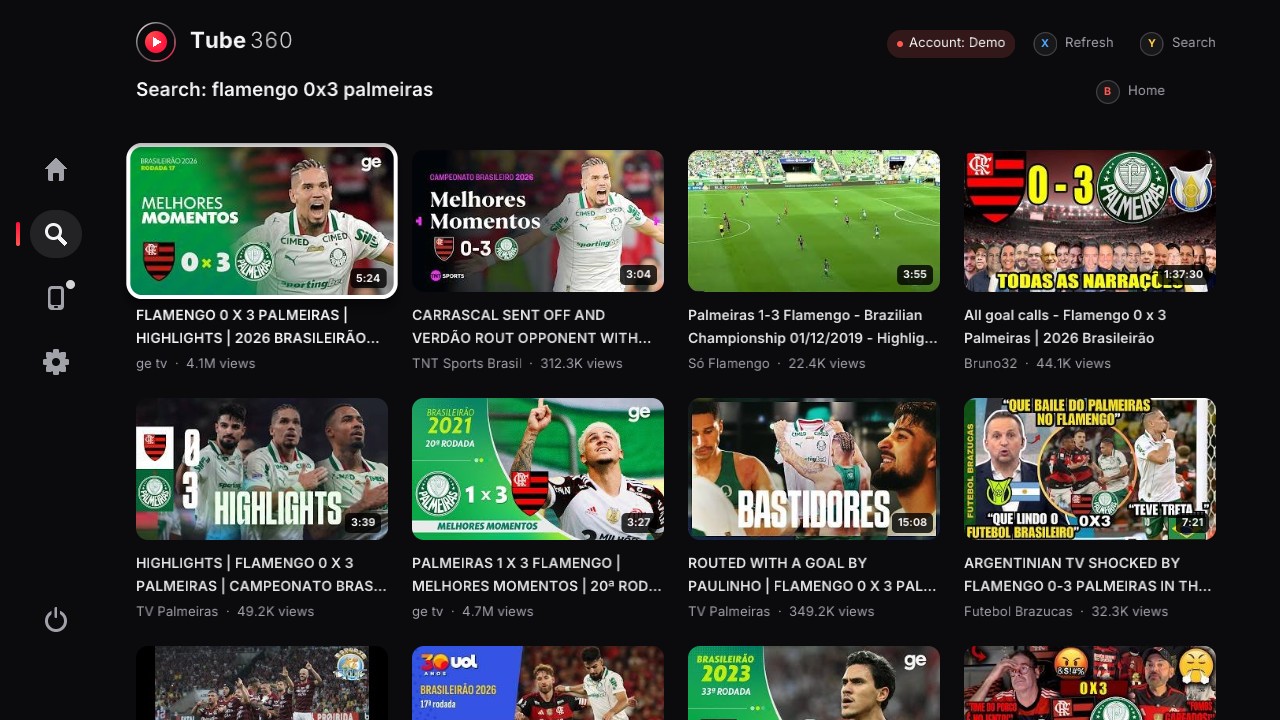 Tube 360
Account: Demo
X Refresh
Y Search
Search: flamengo 0x3 palmeiras
B Home
BRASILEIRÃO 2026
RODADA 17
ge
MELHORES
MOMENTOS
0 x 3
5:24
FLAMENGO 0 X 3 PALMEIRAS |
HIGHLIGHTS | 2026 BRASILEIRÃO...
ge tv · 4.1M views
CAMPEONATO BRASILEIRO 2026
Melhores
Momentos
0-3
TNT SPORTS
3:04
CARRASCAL SENT OFF AND
VERDÃO ROUT OPPONENT WITH...
TNT Sports Brasil · 312.3K views
3:55
Palmeiras 1-3 Flamengo - Brazilian
Championship 01/12/2019 - Highlig...
Só Flamengo · 22.4K views
0 - 3
PALMEIRAS
TODAS AS NARRAÇÕ
1:37:30
All goal calls - Flamengo 0 x 3
Palmeiras | 2026 Brasileirão
Bruno32 · 44.1K views
0
3
HIGHLIGHTS
3:39
HIGHLIGHTS | FLAMENGO 0 X 3
PALMEIRAS | CAMPEONATO BRAS...
TV Palmeiras · 49.2K views
BRASILEIRÃO
2021
20ª RODADA
ge
1 x 3
MELHORES MOMENTOS
3:27
PALMEIRAS 1 X 3 FLAMENGO |
MELHORES MOMENTOS | 20ª ROD...
ge tv · 4.7M views
BASTIDORES
15:08
ROUTED WITH A GOAL BY
PAULINHO | FLAMENGO 0 X 3 PAL...
TV Palmeiras · 349.2K views
"QUE BAILE DO PALMEIRAS
NO FLAMENGO"
FUTEBOL BRAZUCAS
0X3
"QUE LINDO O
FUTEBOL BRASILEIRO"
"TEVE TRETA..."
7:21
ARGENTINIAN TV SHOCKED BY
FLAMENGO 0-3 PALMEIRAS IN TH...
Futebol Brazucas · 32.3K views
30 UOL
ANOS
BRASILEIRÃO 2026
17ª rodada
BRASILEIRÃO
2023
33ª RODADA
ge
&$!#%
0X3